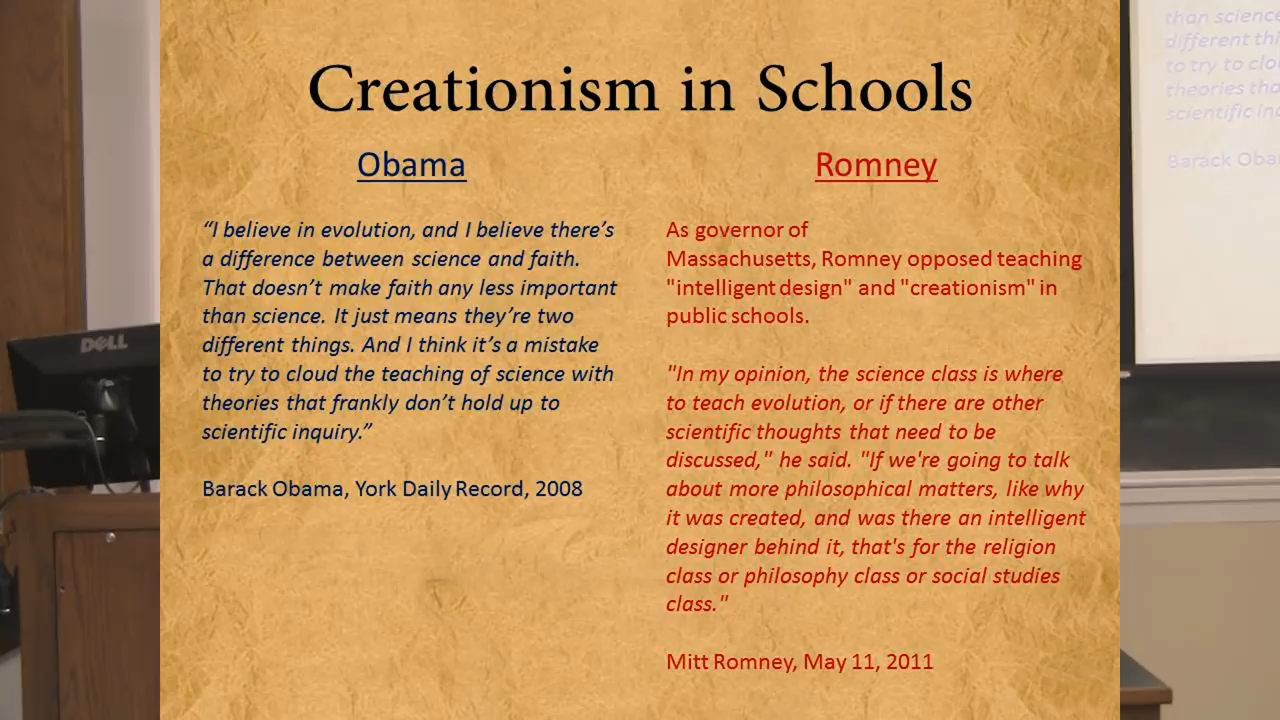 Creationism in Schools
Obama
“I believe in evolution, and I believe there’s
a difference between science and faith.
That doesn’t make faith any less important
than science. It just means they’re two
different things. And I think it’s a mistake
to try to cloud the teaching of science with
theories that frankly don’t hold up to
scientific inquiry.”
Barack Obama, York Daily Record, 2008
Romney
As governor of
Massachusetts, Romney opposed teaching
"intelligent design" and "creationism" in
public schools.
"In my opinion, the science class is where
to teach evolution, or if there are other
scientific thoughts that need to be
discussed," he said. "If we're going to talk
about more philosophical matters, like why
it was created, and was there an intelligent
designer behind it, that's for the religion
class or philosophy class or social studies
class."
Mitt Romney, May 11, 2011
DELL
than science
different thi
to try to clou
theories tha
scientific inq
Barack Obar